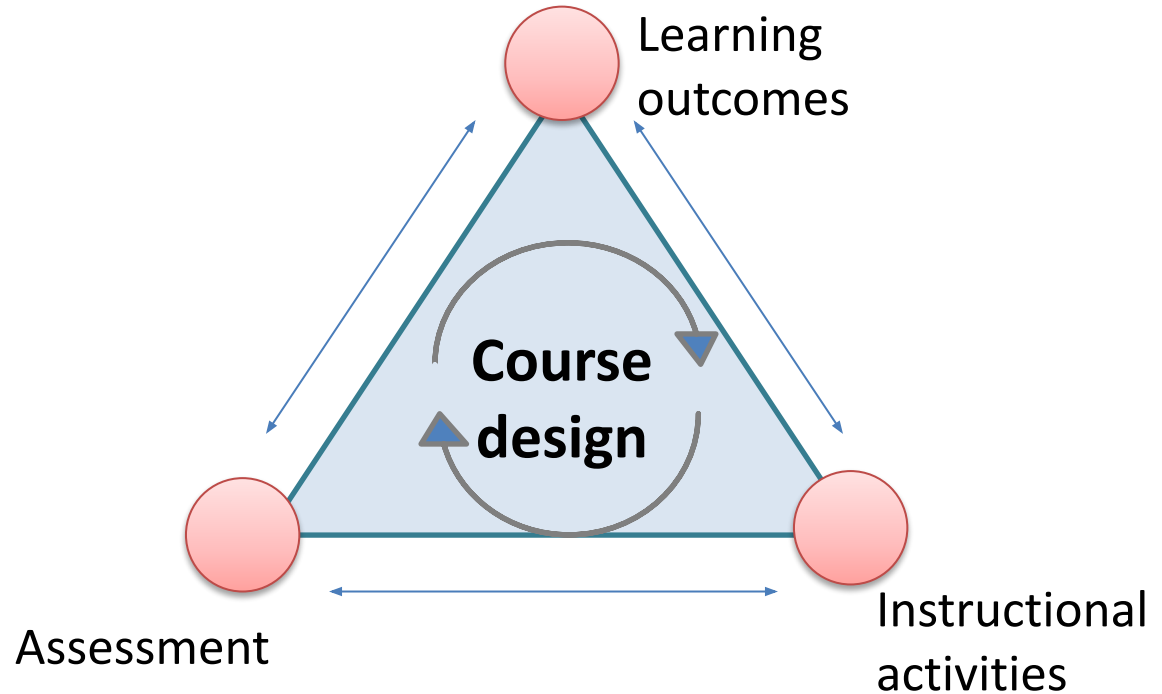 Learning
outcomes
Course
design
Assessment
Instructional
activities